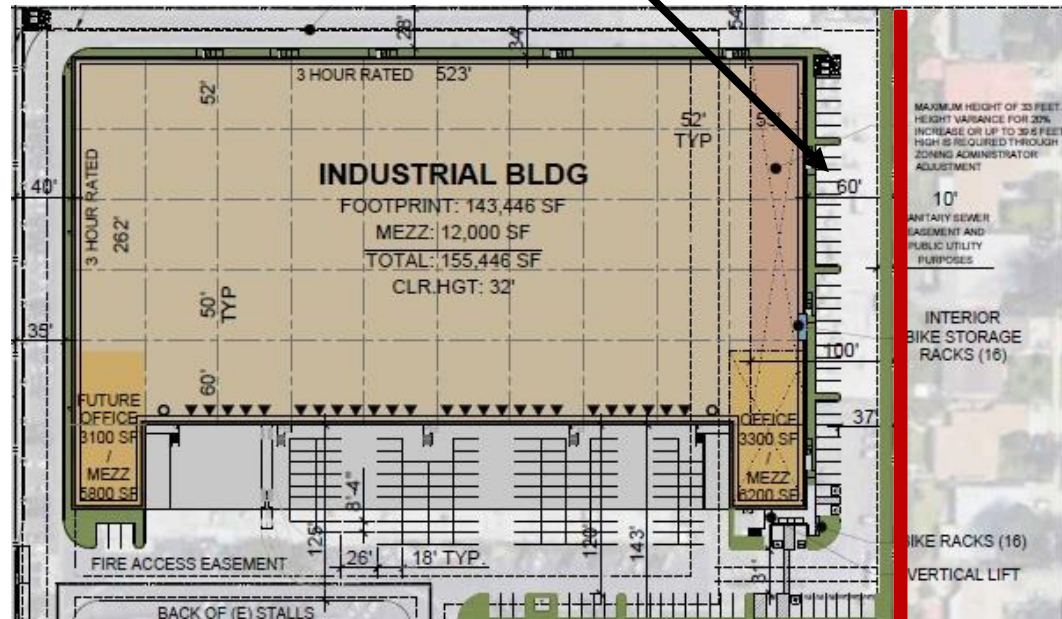 28'
34'
54'
3 HOUR RATED
523'
52'
52'
TYP
MAXIMUM HEIGHT OF 33 FEET.
HEIGHT VARIANCE FOR 20%
INCREASE OR UP TO 39.6 FEET
HIGH IS REQUIRED THROUGH
ZONING ADMINISTRATOR
ADJUSTMENT
3 HOUR RATED
262'
40'
INDUSTRIAL BLDG
FOOTPRINT: 143,446 SF
MEZZ: 12,000 SF
TOTAL: 155,446 SF
CLR.HGT: 32'
60'
10'
ANITARY SEWER
EASEMENT AND
PUBLIC UTILITY
PURPOSES
50'
TYP
35'
100'
INTERIOR
BIKE STORAGE
RACKS (16)
60'
37'
FUTURE
OFFICE
3100 SF
/
MEZZ
5800 SF
OFFICE
3300 SF
/
MEZZ
6200 SF
8'-4"
125'
26'
18' TYP.
120'
143'
FIRE ACCESS EASEMENT
BIKE RACKS (16)
VERTICAL LIFT
BACK OF (E) STALLS